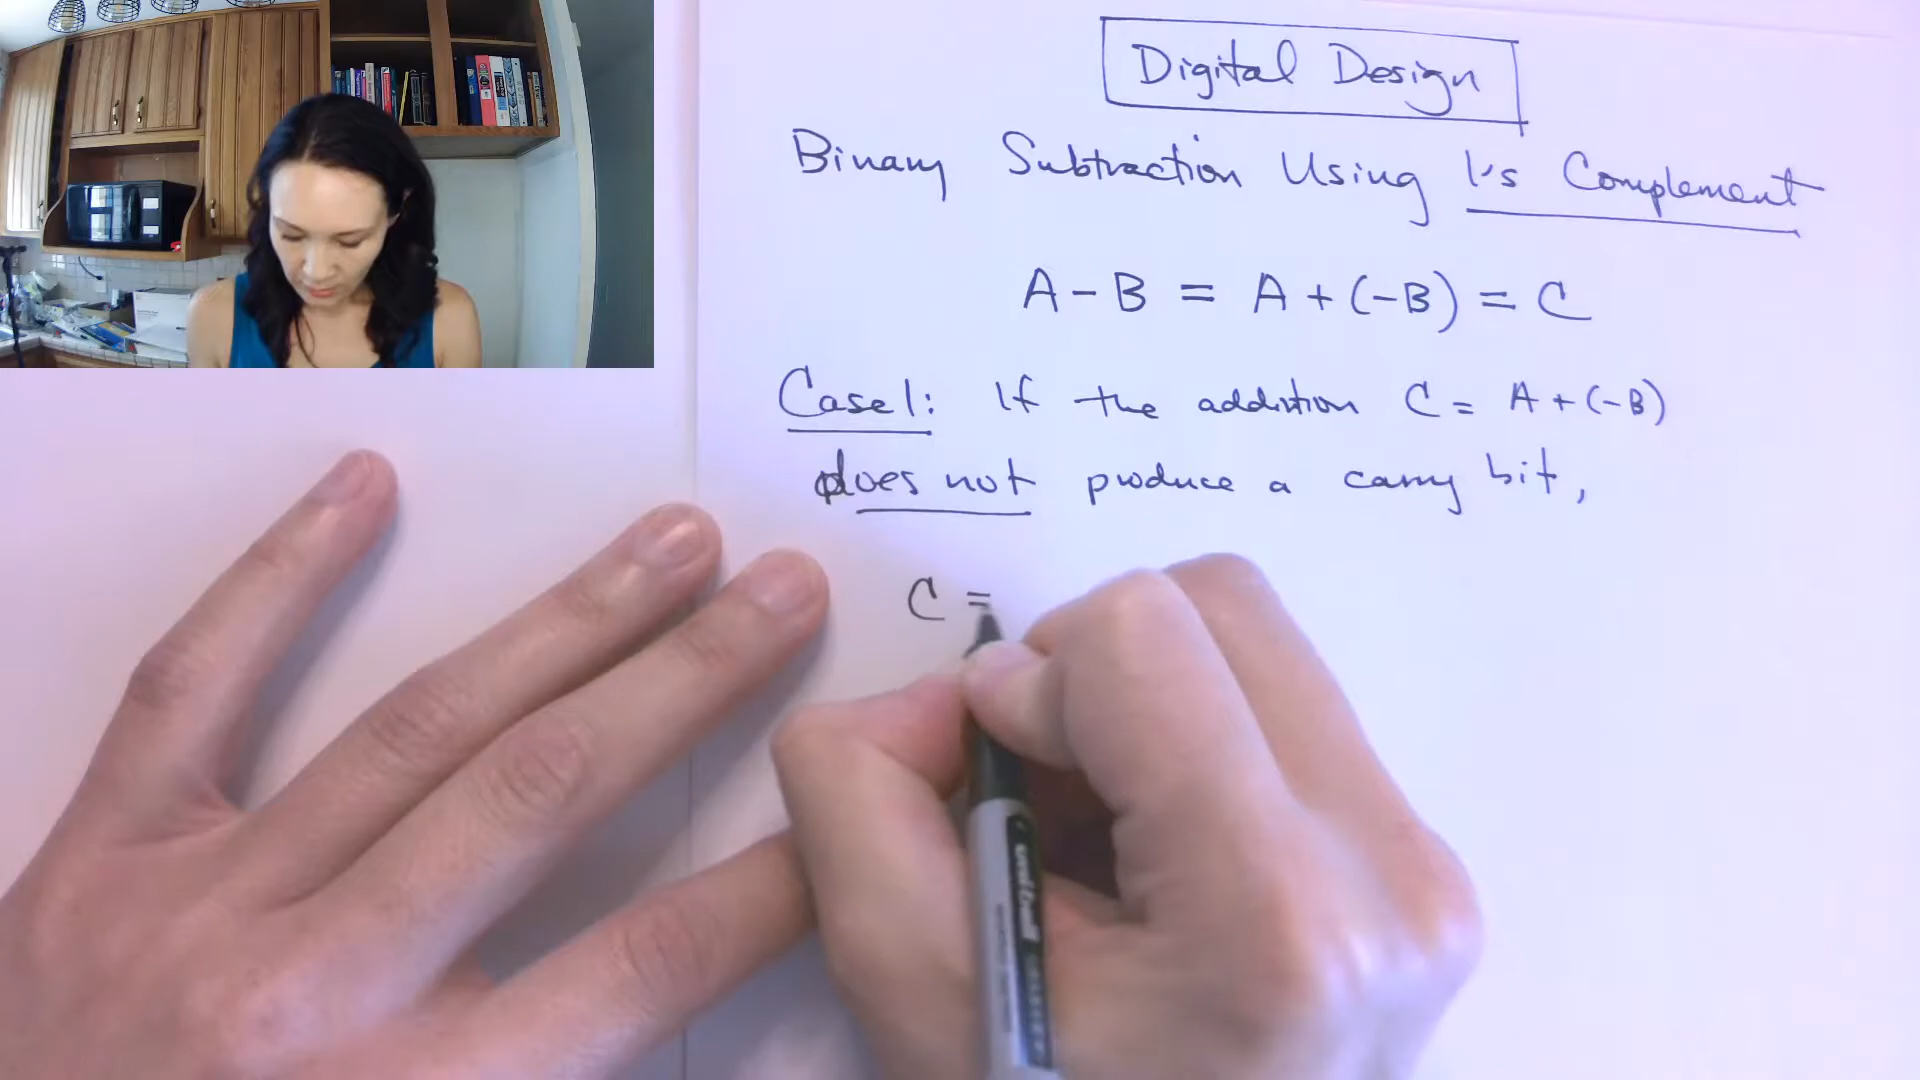 Digital Design
Binary Subtraction Using 1's Complement
A - B = A + (-B) = C
Case 1: If the addition C = A + (-B)
does not produce a carry bit,
C =